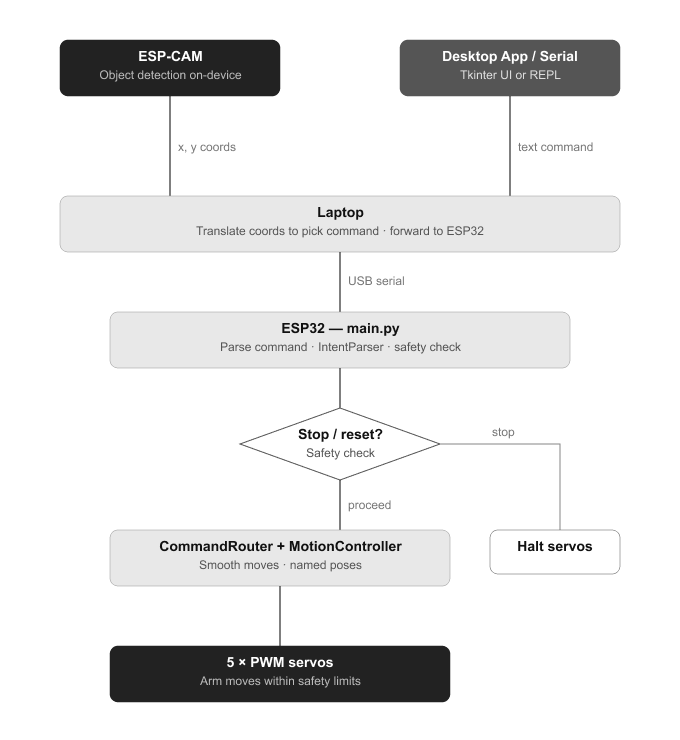 ESP-CAM
Object detection on-device
Desktop App / Serial
Tkinter UI or REPL
x, y coords
text command
Laptop
Translate coords to pick command · forward to ESP32
USB serial
ESP32 — main.py
Parse command · IntentParser · safety check
Stop / reset?
Safety check
stop
proceed
CommandRouter + MotionController
Smooth moves · named poses
Halt servos
5 × PWM servos
Arm moves within safety limits